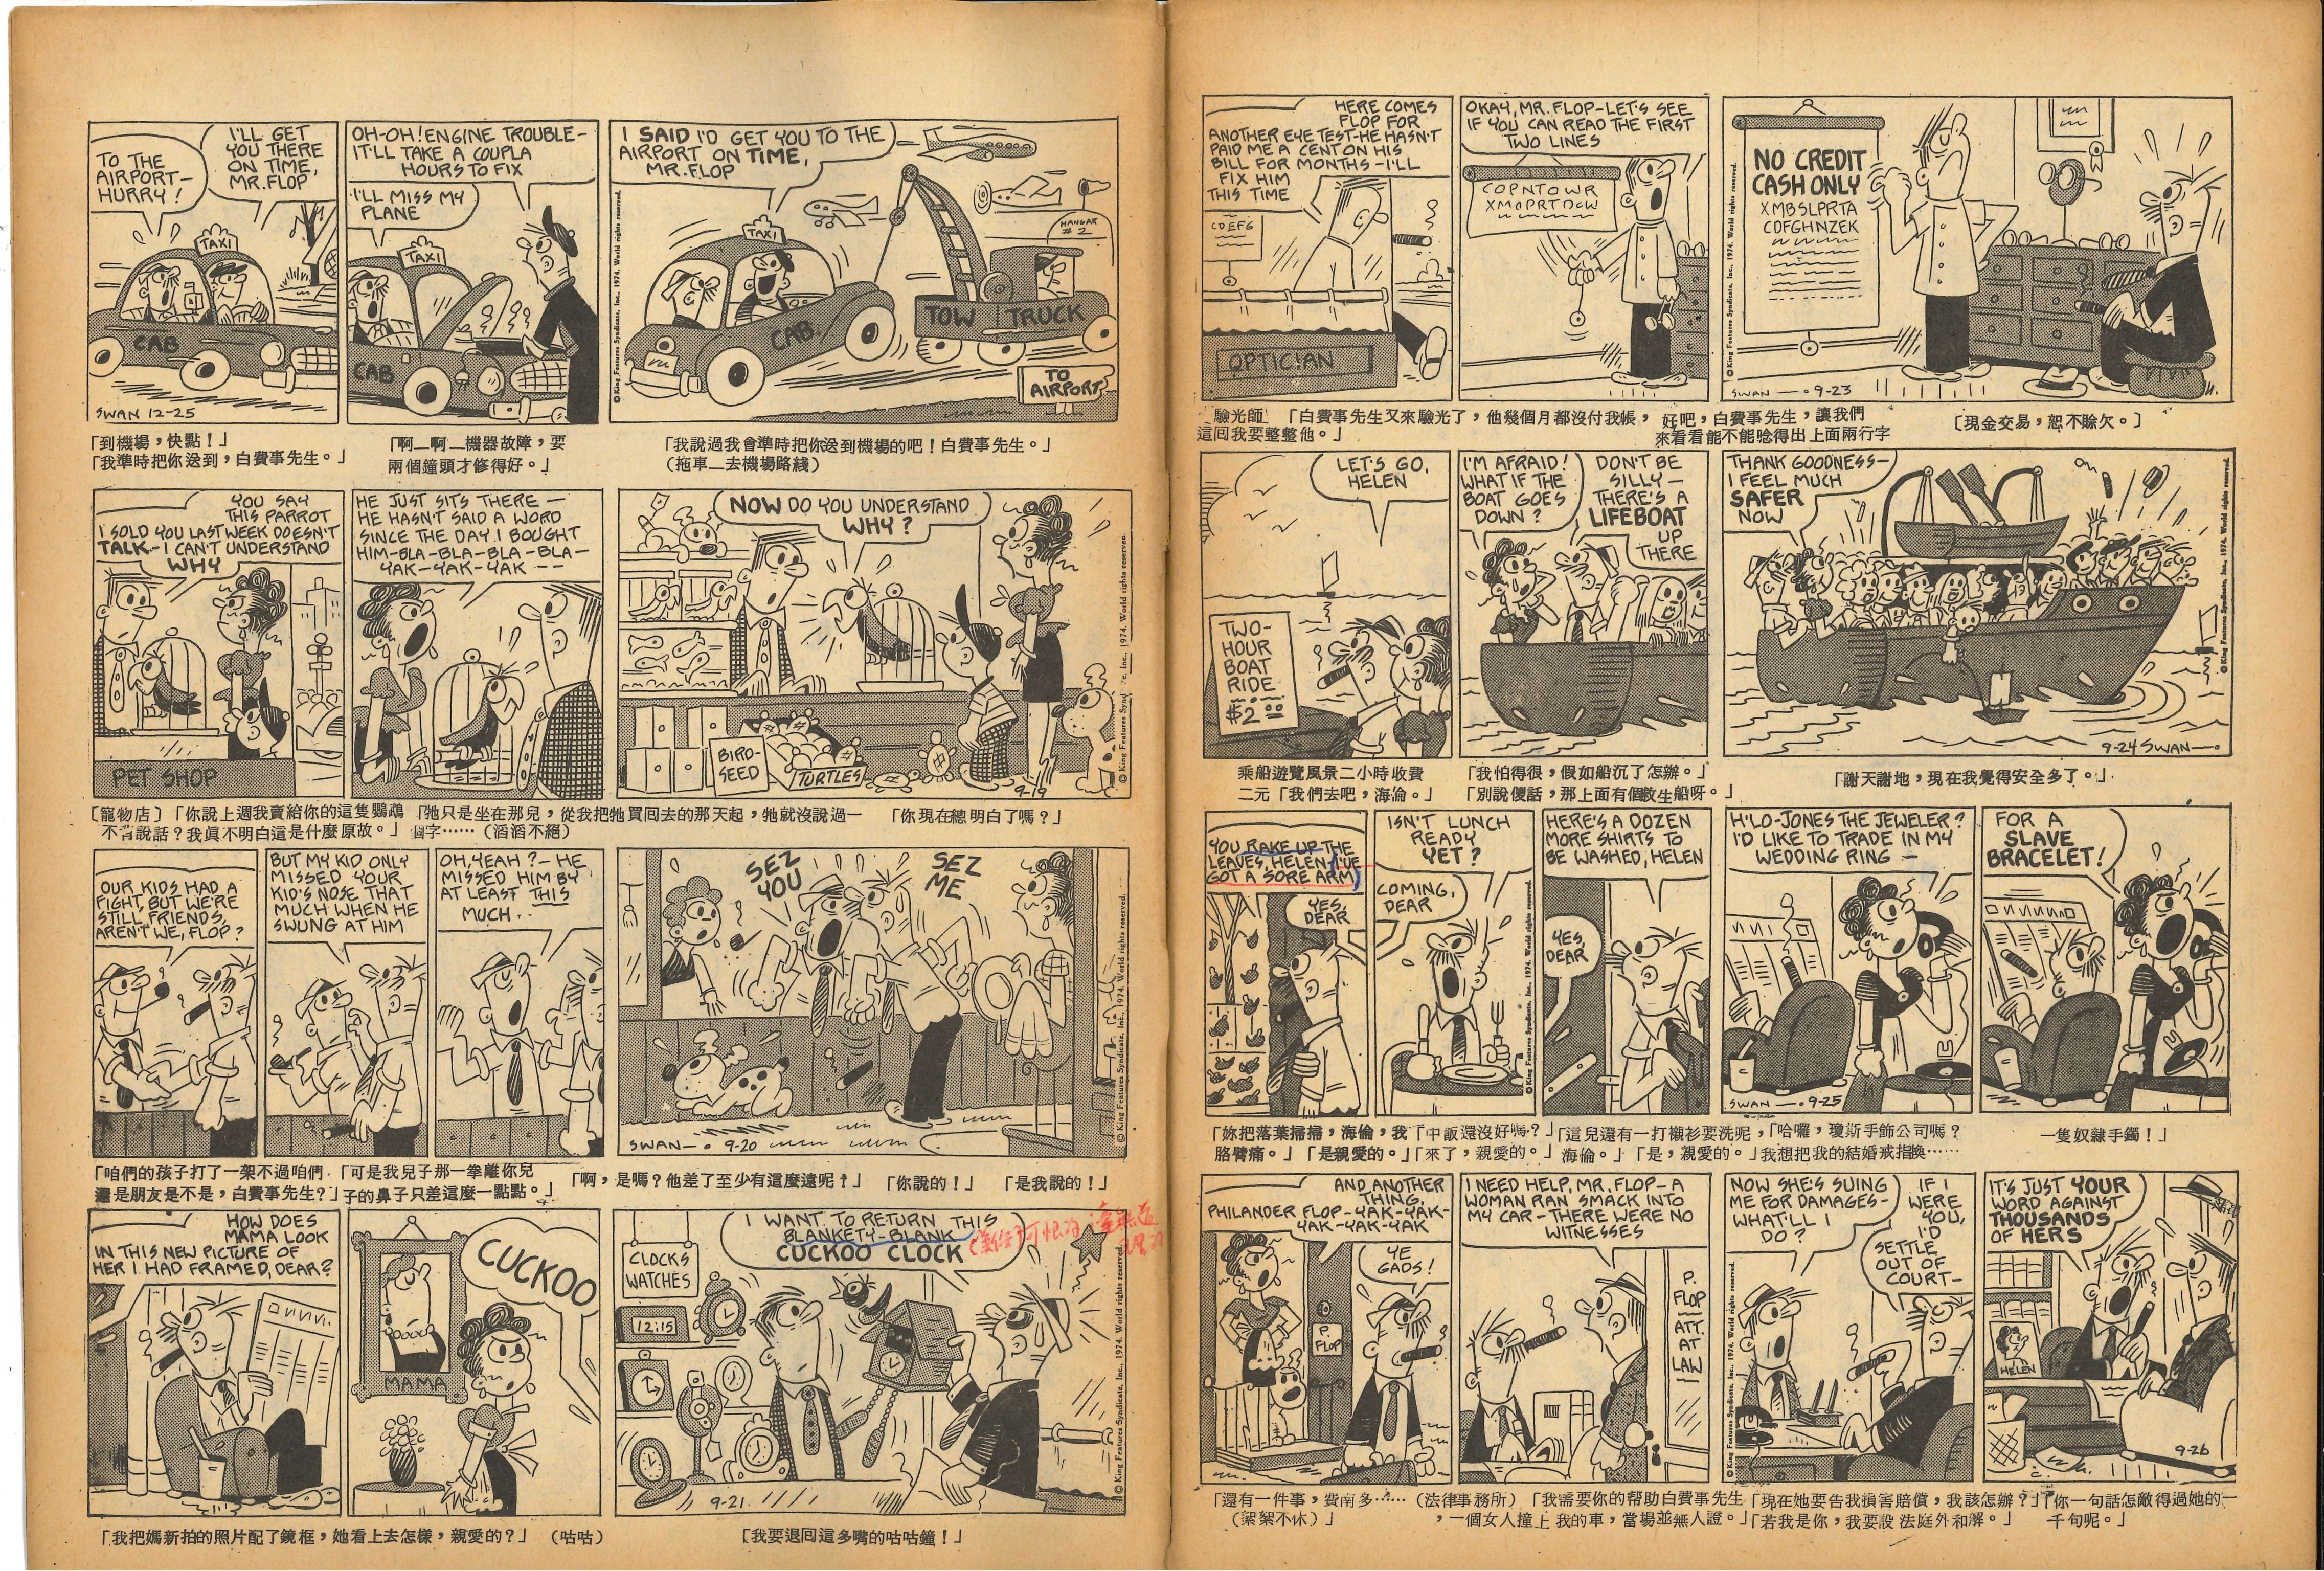 TO THE
AIRPORT—
HURRY!
I'LL GET
YOU THERE
ON TIME,
MR. FLOP
TAXI
CAB
SWAN 12-25
OH-OH! ENGINE TROUBLE—
IT'LL TAKE A COUPLA
HOURS TO FIX
I'LL MISS MY
PLANE
TAXI
CAB
I SAID I'D GET YOU TO THE
AIRPORT ON TIME,
MR. FLOP
TAXI
CAB
TOW TRUCK
HANGAR
#2
TO
AIRPORT
© King Features Syndicate, Inc., 1974. World rights reserved.
「到機場，快點！」
「我準時把你送到，白費事先生。」
「啊—啊—機器故障，要
兩個鐘頭才修得好。」
「我說過我會準時把你送到機場的吧！白費事先生。」
（拖車—去機場路綫）
YOU SAY
THIS PARROT
I SOLD YOU LAST WEEK DOESN'T
TALK—I CAN'T UNDERSTAND
WHY
PET SHOP
HE JUST SITS THERE —
HE HASN'T SAID A WORD
SINCE THE DAY I BOUGHT
HIM-BLA-BLA-BLA-BLA-
YAK-YAK-YAK --
NOW DO YOU UNDERSTAND
WHY?
BIRD-
SEED
TURTLES
9-19
〔寵物店〕「你說上週我賣給你的這隻鸚鵡
不肯說話？我眞不明白這是什麼原故。」
「牠只是坐在那兒，從我把牠買回去的那天起，牠就沒說過一
個字……（滔滔不絕）
「你現在總明白了嗎？」
OUR KIDS HAD A
FIGHT, BUT WE'RE
STILL FRIENDS,
AREN'T WE, FLOP?
BUT MY KID ONLY
MISSED YOUR
KID'S NOSE THAT
MUCH WHEN HE
SWUNG AT HIM
OH, YEAH?— HE
MISSED HIM BY
AT LEAST THIS
MUCH..
SEZ
YOU
SEZ
ME
SWAN—. 9-20
© King Features Syndicate, Inc., 1974. World rights reserved.
「咱們的孩子打了一架不過咱們
還是朋友是不是，白費事先生？」
「可是我兒子那一拳離你兒
子的鼻子只差這麼一點點。」
「啊，是嗎？他差了至少有這麼遠呢！」
「你說的！」
「是我說的！」
HOW DOES
MAMA LOOK
IN THIS NEW PICTURE OF
HER I HAD FRAMED, DEAR?
CUCKOO
MAMA
I WANT TO RETURN THIS
BLANKETY-BLANK
CUCKOO CLOCK
CLOCKS
WATCHES
12:15
9-21
© King Features Syndicate, Inc., 1974. World rights reserved.
「我把媽新拍的照片配了鏡框，她看上去怎樣，親愛的？」
（咕咕）
〔我要退回這多嘴的咕咕鐘！」
HERE COMES
FLOP FOR
ANOTHER EYE TEST-HE HASN'T
PAID ME A CENT ON HIS
BILL FOR MONTHS—I'LL
FIX HIM
THIS TIME
CDEFG
OPTICIAN
OKAY, MR. FLOP-LET'S SEE
IF YOU CAN READ THE FIRST
TWO LINES
COPNTOWR
NO CREDIT
CASH ONLY
XMBSLPRTA
CDFGHNZEK
SWAN —. 9-23
© King Features Syndicate, Inc., 1974. World rights reserved.
「驗光師」「白費事先生又來驗光了，他幾個月都沒付我帳，
這回我要整整他。」
好吧，白費事先生，讓我們
來看看能不能唸得出上面兩行字
〔現金交易，恕不賒欠。〕
LET'S GO,
HELEN
TWO-
HOUR
BOAT
RIDE
$2 00
I'M AFRAID!
WHAT IF THE
BOAT GOES
DOWN?
DON'T BE
SILLY—
THERE'S A
LIFEBOAT
UP
THERE
THANK GOODNESS—
I FEEL MUCH
SAFER
NOW
9-24 SWAN—.
© King Features Syndicate, Inc., 1974. World rights reserved.
乘船遊覽風景二小時收費
二元「我們去吧，海倫。」
「我怕得很，假如船沉了怎辦。」
「別說傻話，那上面有個救生船呀。」
「謝天謝地，現在我覺得安全多了。」
YOU RAKE UP THE
LEAVES, HELEN, I'VE
GOT A SORE ARM
YES,
DEAR
ISN'T LUNCH
READY
YET?
COMING,
DEAR
HERE'S A DOZEN
MORE SHIRTS TO
BE WASHED, HELEN
YES,
DEAR
H'LO-JONES THE JEWELER?
I'D LIKE TO TRADE IN MY
WEDDING RING —
FOR A
SLAVE
BRACELET!
SWAN —. 9-25
© King Features Syndicate, Inc., 1974. World rights reserved.
「妳把落葉掃掃，海倫，我
胳臂痛。」「是親愛的。」
「中飯還沒好嗎？」
「來了，親愛的。」
「這兒還有一打襯衫要洗呢，
海倫。」「是，親愛的。」
「哈囉，瓊斯手飾公司嗎？
我想把我的結婚戒指換……
一隻奴隸手鐲！」
AND ANOTHER
THING,
PHILANDER FLOP-YAK-YAK-
YAK-YAK-YAK
YE
GADS!
P.
FLOP
I NEED HELP, MR. FLOP—A
WOMAN RAN SMACK INTO
MY CAR—THERE WERE NO
WITNESSES
P.
FLOP
ATT.
AT
LAW
NOW SHE'S SUING
ME FOR DAMAGES-
WHAT'LL I
DO?
IF I
WERE
YOU,
I'D
SETTLE
OUT OF
COURT—
IT'S JUST YOUR
WORD AGAINST
THOUSANDS
OF HERS
HELEN
9-26
© King Features Syndicate, Inc., 1974. World rights reserved.
「還有一件事，費南多……
（絮絮不休）」
（法律事務所）「我需要你的幫助白費事先生
，一個女人撞上我的車，當場並無人證。」
「現在她要告我損害賠償，我該怎辦？」
「若我是你，我要設法庭外和解。」
「你一句話怎敵得過她的一
千句呢。」